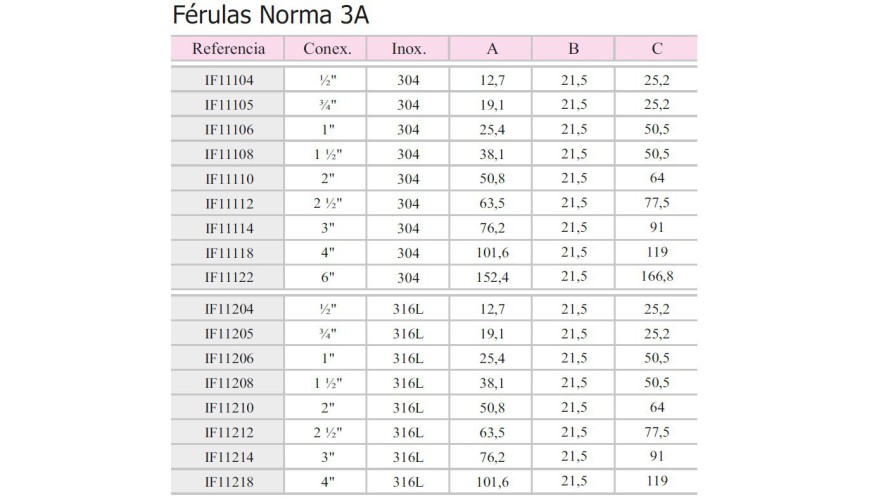 Férulas Norma 3A
Referencia Conex. Inox. A B C
IF11104 ½" 304 12,7 21,5 25,2
IF11105 ¾" 304 19,1 21,5 25,2
IF11106 1" 304 25,4 21,5 50,5
IF11108 1 ½" 304 38,1 21,5 50,5
IF11110 2" 304 50,8 21,5 64
IF11112 2 ½" 304 63,5 21,5 77,5
IF11114 3" 304 76,2 21,5 91
IF11118 4" 304 101,6 21,5 119
IF11122 6" 304 152,4 21,5 166,8
IF11204 ½" 316L 12,7 21,5 25,2
IF11205 ¾" 316L 19,1 21,5 25,2
IF11206 1" 316L 25,4 21,5 50,5
IF11208 1 ½" 316L 38,1 21,5 50,5
IF11210 2" 316L 50,8 21,5 64
IF11212 2 ½" 316L 63,5 21,5 77,5
IF11214 3" 316L 76,2 21,5 91
IF11218 4" 316L 101,6 21,5 119